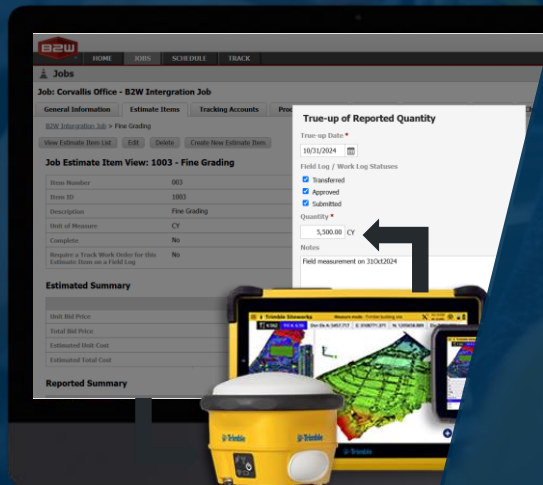 B2W
HOME JOBS SCHEDULE TRACK
Jobs
Job: Corvallis Office - B2W Intergration Job
General Information Estimate Items Tracking Accounts
B2W Intergration Job > Fine Grading
View Estimate Item List Edit Delete Create New Estimate Item
Job Estimate Item View: 1003 - Fine Grading
Item Number 003
Item ID 1003
Description Fine Grading
Unit of Measure CY
Complete No
Require a Track Work Order for this No
Estimate Item on a Field Log
Estimated Summary
Unit Bid Price
Total Bid Price
Estimated Unit Cost
Estimated Total Cost
Reported Summary
True-up of Reported Quantity
True-up Date *
10/31/2024
Field Log / Work Log Statuses
Transferred
Approved
Submitted
Quantity *
5,500.00 CY
Notes
Field measurement on 31Oct2024
Trimble Siteworks
Trimble
Trimble
Trimble